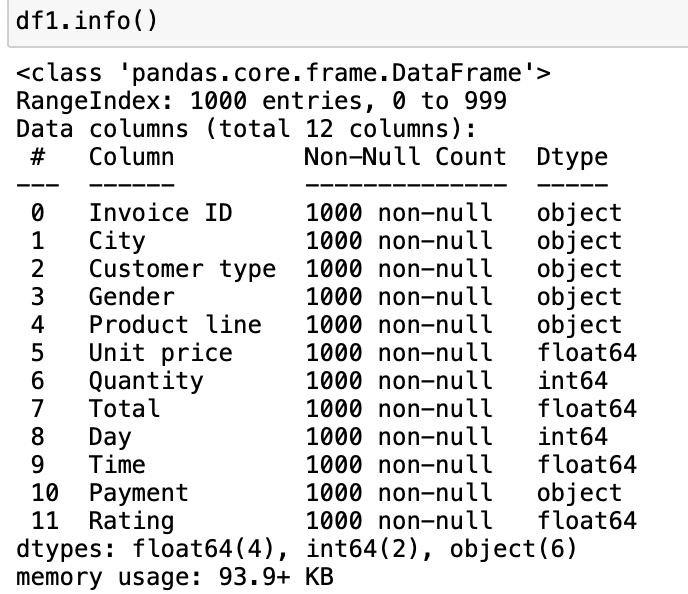 df1.info()
<class 'pandas.core.frame.DataFrame'>
RangeIndex: 1000 entries, 0 to 999
Data columns (total 12 columns):
 #   Column         Non-Null Count  Dtype
---  ------         --------------  -----
 0   Invoice ID     1000 non-null   object
 1   City           1000 non-null   object
 2   Customer type  1000 non-null   object
 3   Gender         1000 non-null   object
 4   Product line   1000 non-null   object
 5   Unit price     1000 non-null   float64
 6   Quantity       1000 non-null   int64
 7   Total          1000 non-null   float64
 8   Day            1000 non-null   int64
 9   Time           1000 non-null   float64
 10  Payment        1000 non-null   object
 11  Rating         1000 non-null   float64
dtypes: float64(4), int64(2), object(6)
memory usage: 93.9+ KB